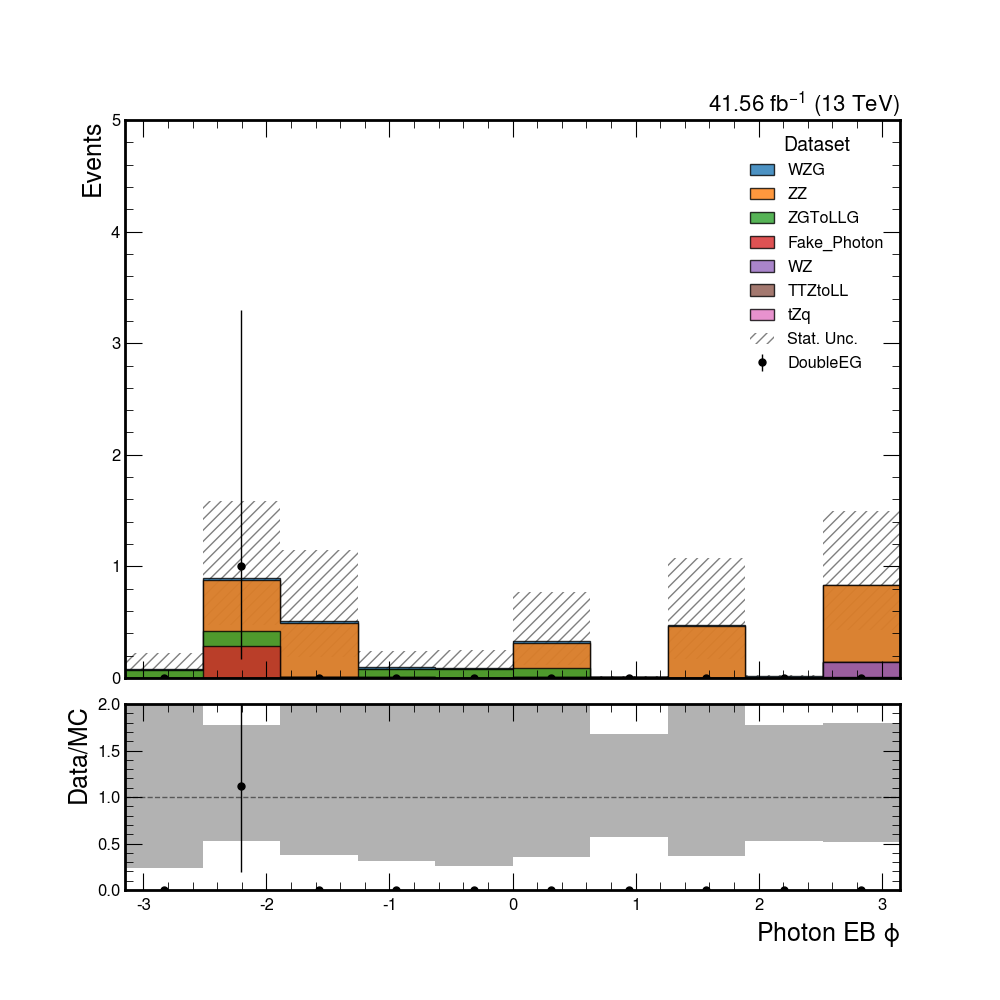 41.56 fb⁻¹ (13 TeV)
Events
5
4
3
2
1
0
Dataset
WZG
ZZ
ZGToLLG
Fake_Photon
WZ
TTZtoLL
tZq
Stat. Unc.
DoubleEG
Data/MC
2.0
1.5
1.0
0.5
0.0
-3 -2 -1 0 1 2 3
Photon EB ϕ